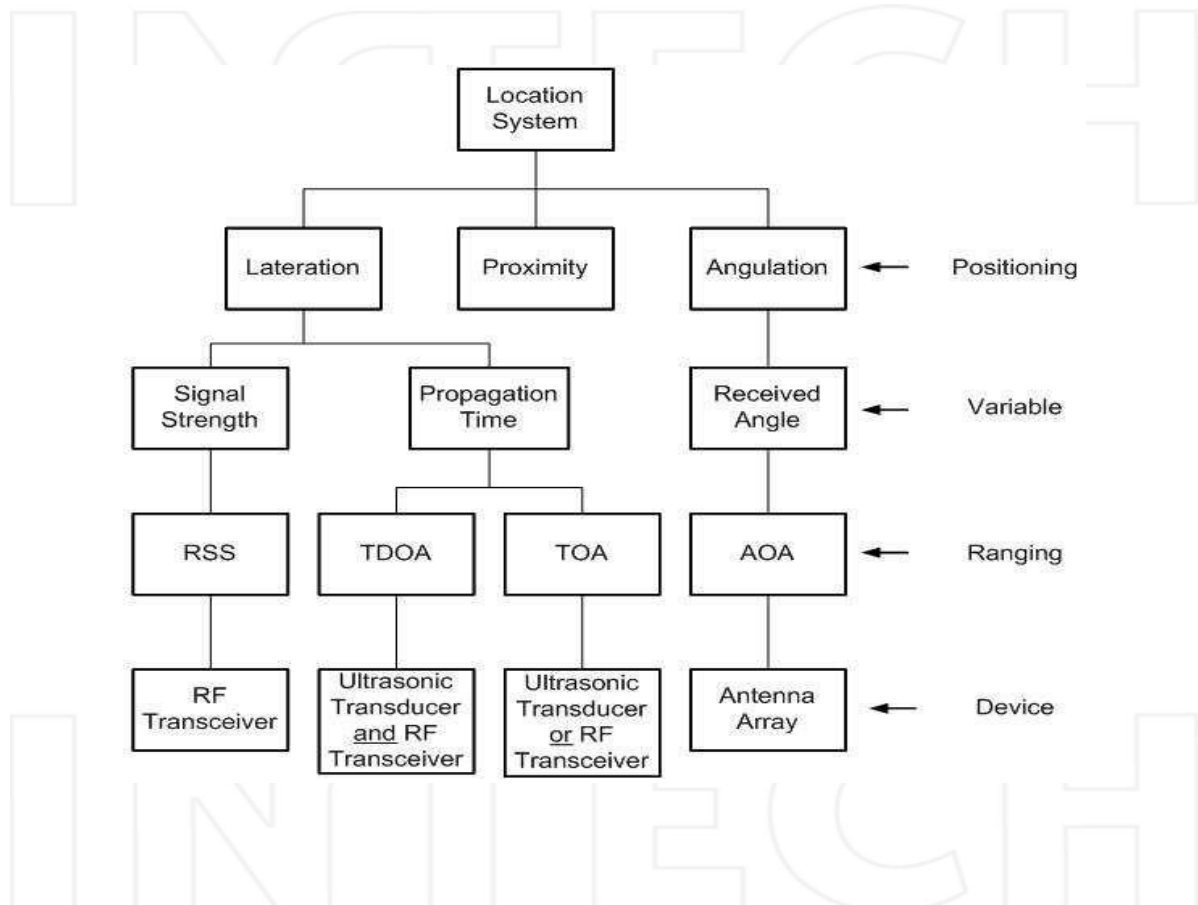 INTECH
Location
System
Lateration
Proximity
Angulation
Positioning
Signal
Strength
Propagation
Time
Received
Angle
Variable
RSS
TDOA
TOA
AOA
Ranging
RF
Transceiver
Ultrasonic
Transducer
and RF
Transceiver
Ultrasonic
Transducer
or RF
Transceiver
Antenna
Array
Device
INTECH